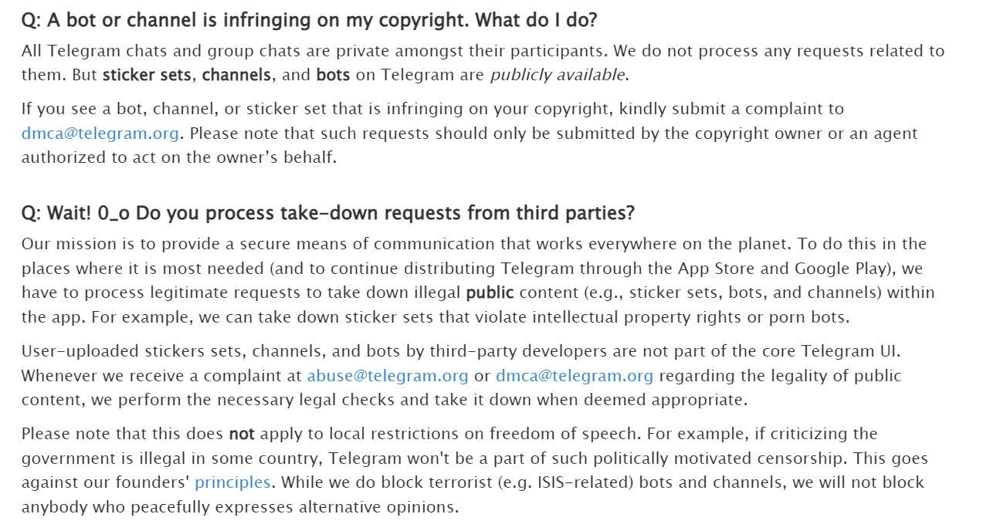 Q: A bot or channel is infringing on my copyright. What do I do?
All Telegram chats and group chats are private amongst their participants. We do not process any requests related to
them. But sticker sets, channels, and bots on Telegram are publicly available.
If you see a bot, channel, or sticker set that is infringing on your copyright, kindly submit a complaint to
dmca@telegram.org. Please note that such requests should only be submitted by the copyright owner or an agent
authorized to act on the owner’s behalf.
Q: Wait! 0_o Do you process take-down requests from third parties?
Our mission is to provide a secure means of communication that works everywhere on the planet. To do this in the
places where it is most needed (and to continue distributing Telegram through the App Store and Google Play), we
have to process legitimate requests to take down illegal public content (e.g., sticker sets, bots, and channels) within
the app. For example, we can take down sticker sets that violate intellectual property rights or porn bots.
User-uploaded stickers sets, channels, and bots by third-party developers are not part of the core Telegram UI.
Whenever we receive a complaint at abuse@telegram.org or dmca@telegram.org regarding the legality of public
content, we perform the necessary legal checks and take it down when deemed appropriate.
Please note that this does not apply to local restrictions on freedom of speech. For example, if criticizing the
government is illegal in some country, Telegram won't be a part of such politically motivated censorship. This goes
against our founders' principles. While we do block terrorist (e.g. ISIS-related) bots and channels, we will not block
anybody who peacefully expresses alternative opinions.